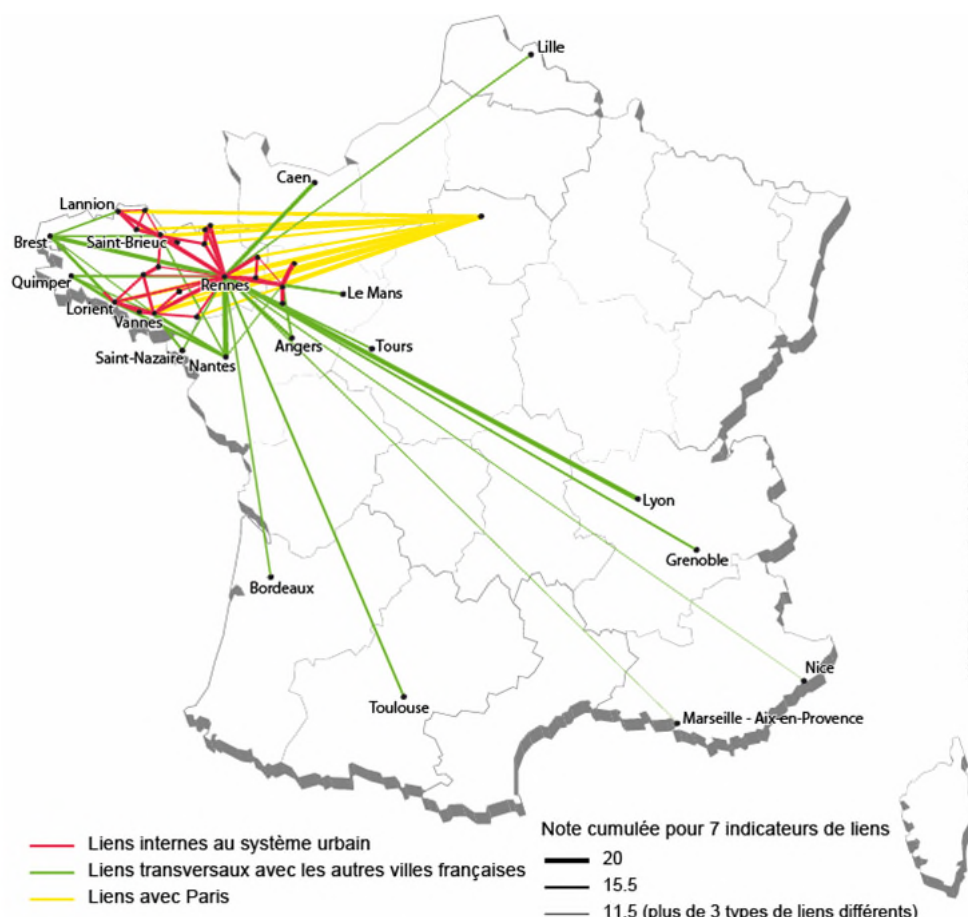 Lille
Caen
Lannion
Brest
Saint-Brieuc
Quimper
Rennes
Le Mans
Lorient
Vannes
Saint-Nazaire
Nantes
Angers
Tours
Lyon
Grenoble
Bordeaux
Nice
Toulouse
Marseille - Aix-en-Provence
Liens internes au système urbain
Liens transversaux avec les autres villes françaises
Liens avec Paris
Note cumulée pour 7 indicateurs de liens
20
15.5
11.5 (plus de 3 types de liens différents)